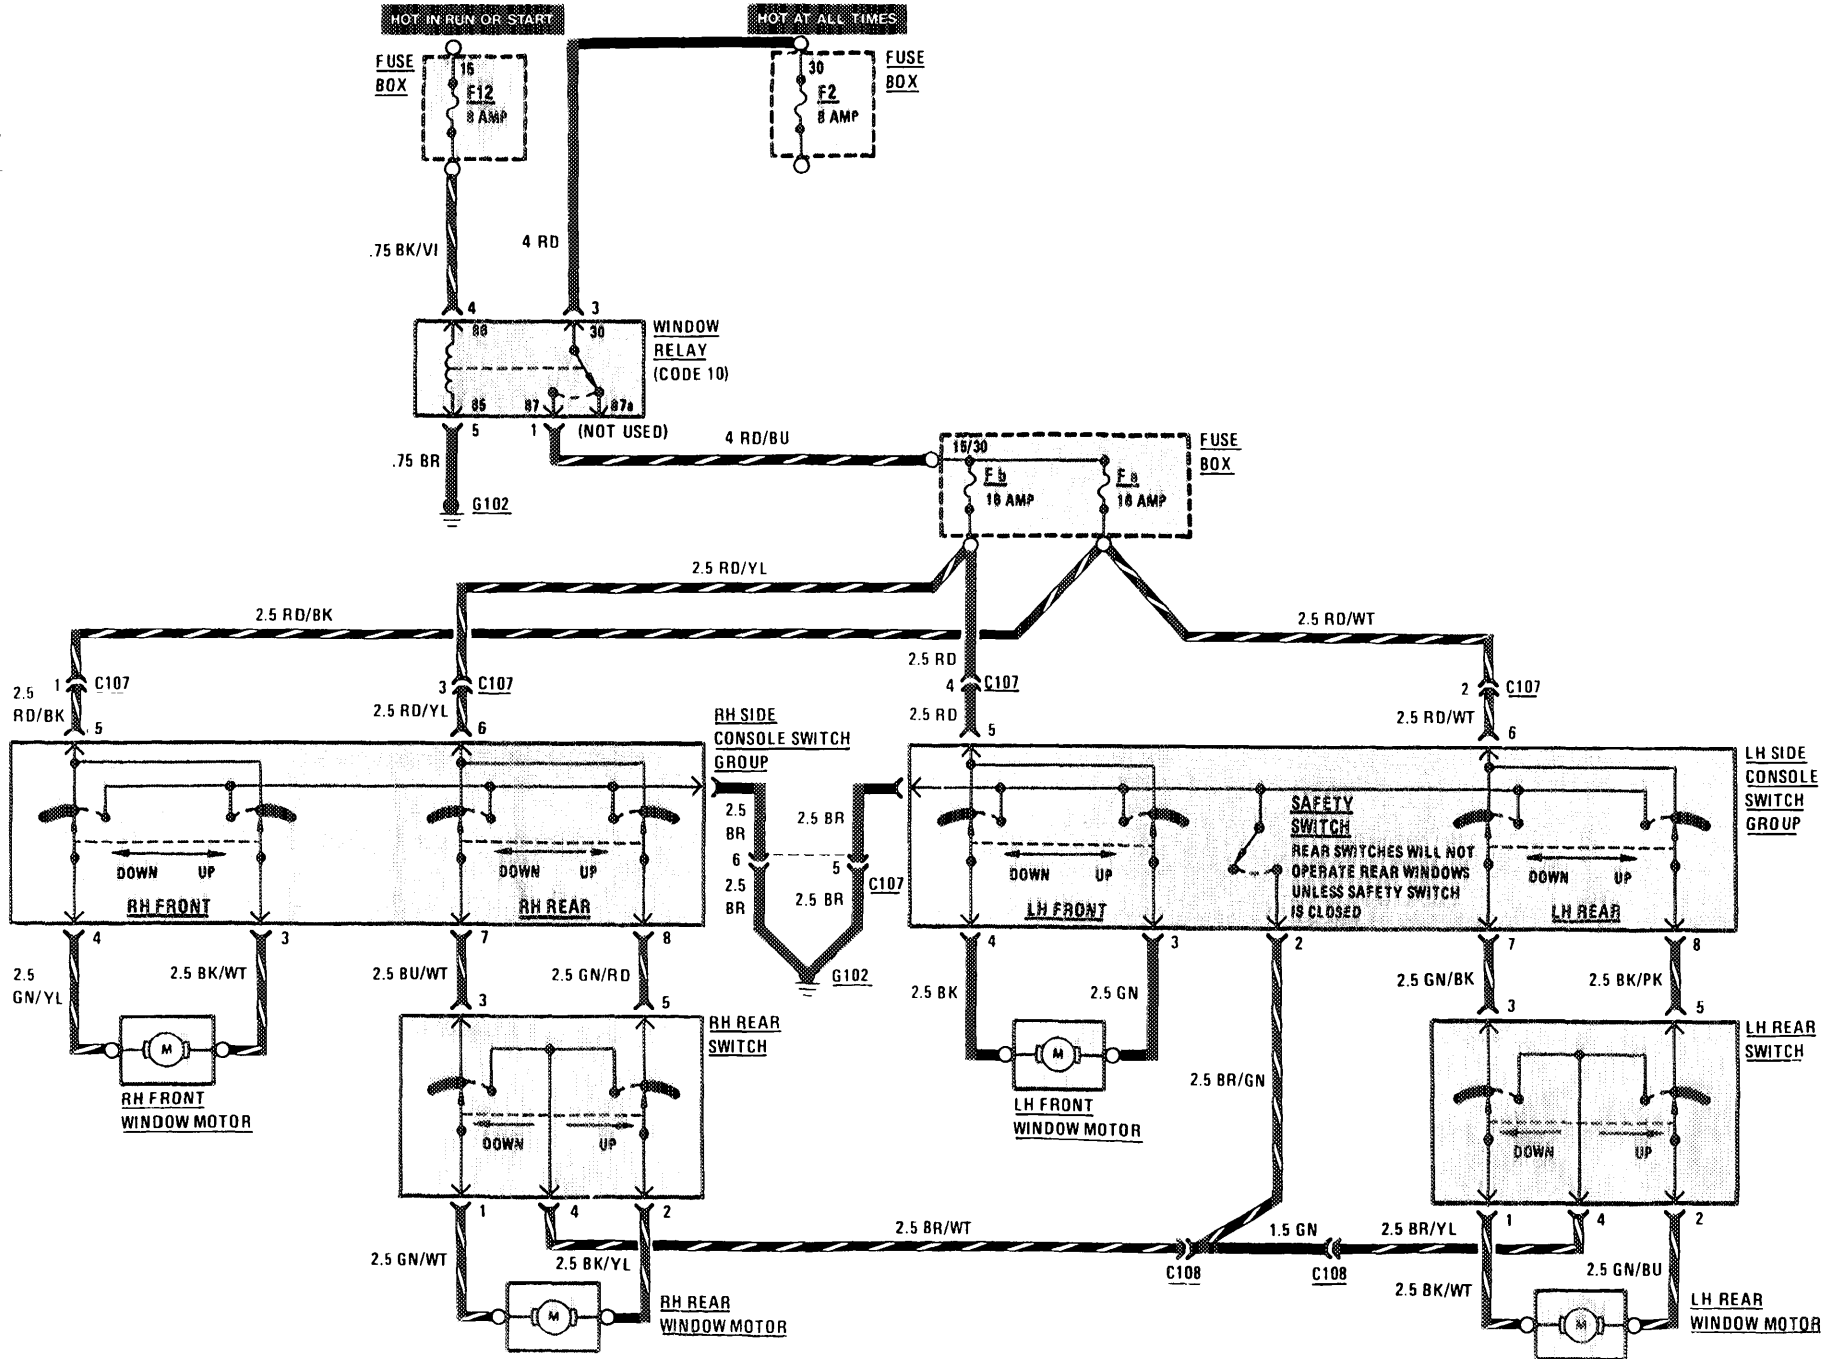 HOT IN RUN OR START
HOT AT ALL TIMES
FUSE
BOX
15
F12
8 AMP
30
F2
8 AMP
FUSE
BOX
.75 BK/VI
4 RD
4
3
86
30
WINDOW
RELAY
(CODE 10)
85
87
87a
5
1
(NOT USED)
.75 BR
G102
4 RD/BU
15/30
F b
16 AMP
F a
16 AMP
FUSE
BOX
2.5 RD/YL
2.5 RD/BK
2.5 RD/WT
2.5 RD
1
C107
3
C107
4
C107
2
C107
2.5
RD/BK
2.5 RD/YL
2.5 RD
2.5 RD/WT
5
6
5
6
RH SIDE
CONSOLE SWITCH
GROUP
LH SIDE
CONSOLE
SWITCH
GROUP
DOWN
UP
RH FRONT
DOWN
UP
RH REAR
2.5
BR
2.5 BR
6
5
C107
2.5
BR
2.5 BR
G102
DOWN
UP
LH FRONT
SAFETY
SWITCH
REAR SWITCHES WILL NOT
OPERATE REAR WINDOWS
UNLESS SAFETY SWITCH
IS CLOSED
DOWN
UP
LH REAR
4
3
7
8
4
3
2
7
8
2.5
GN/YL
2.5 BK/WT
2.5 BU/WT
2.5 GN/RD
2.5 BK
2.5 GN
2.5 GN/BK
2.5 BK/PK
3
5
3
5
M
RH FRONT
WINDOW MOTOR
RH REAR
SWITCH
DOWN
UP
M
LH FRONT
WINDOW MOTOR
2.5 BR/GN
LH REAR
SWITCH
DOWN
UP
1
4
2
1
4
2
2.5 GN/WT
2.5 BK/YL
2.5 BR/WT
C108
1.5 GN
C108
2.5 BR/YL
2.5 BK/WT
2.5 GN/BU
M
RH REAR
WINDOW MOTOR
M
LH REAR
WINDOW MOTOR